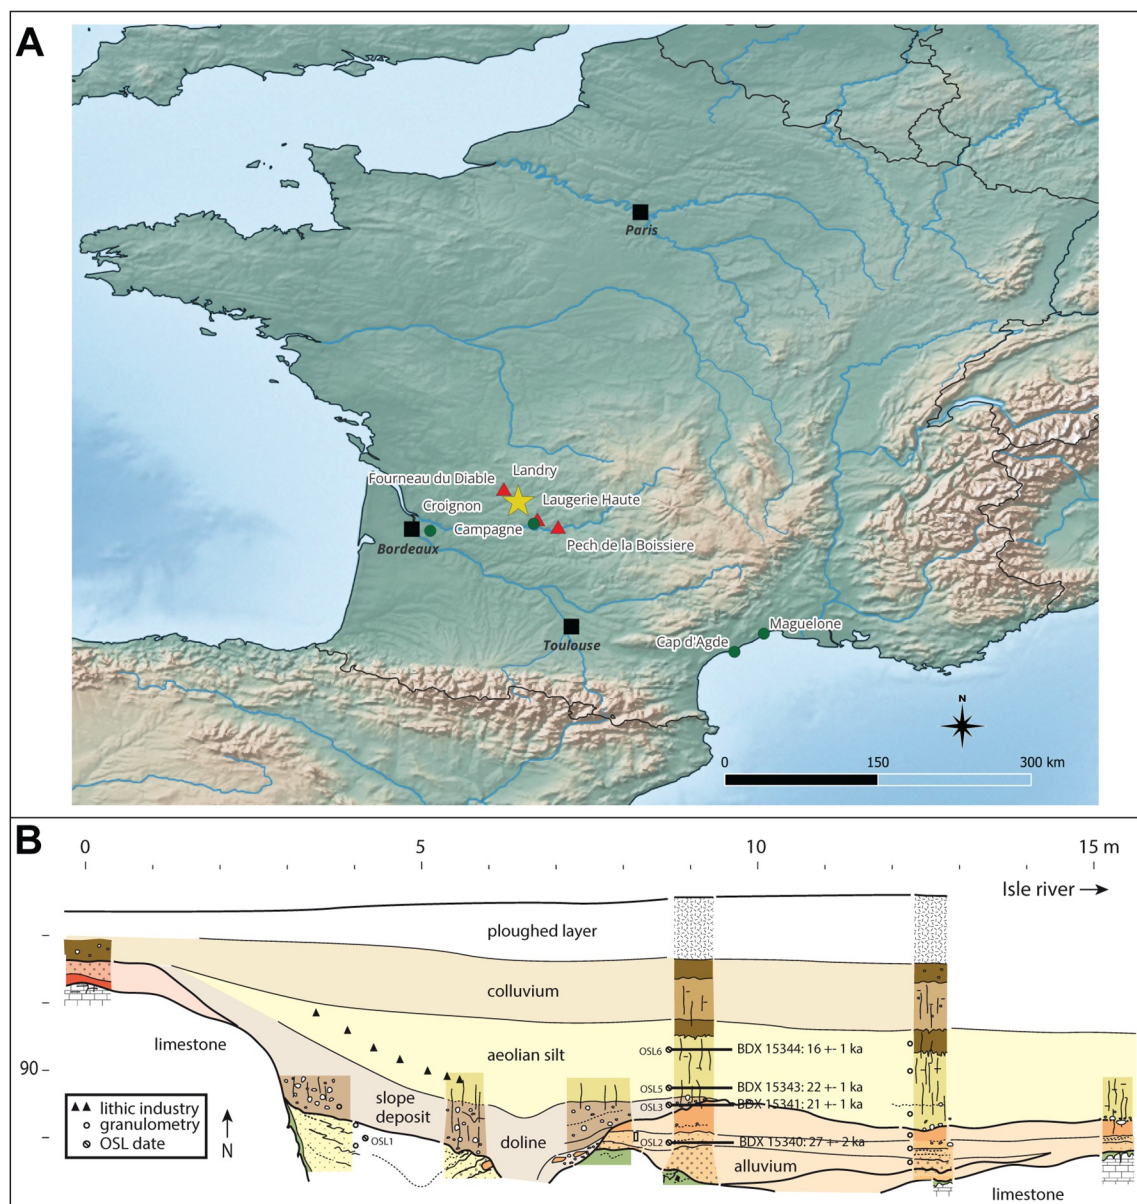 A
Paris
Fourneau du Diable
Landry
Croignon
Laugerie Haute
Campagne
Bordeaux
Pech de la Boissiere
Toulouse
Cap d'Agde
Maguelone
N
0 150 300 km
B
0 5 10 15 m
Isle river
ploughed layer
colluvium
limestone
aeolian silt
OSL6 BDX 15344: 16 +- 1 ka
90
OSL5 BDX 15343: 22 +- 1 ka
OSL3 BDX 15341: 21 +- 1 ka
slope
deposit
lithic industry
granulometry
OSL date
N
OSL1
doline
OSL2 BDX 15340: 27 +- 2 ka
alluvium
limestone